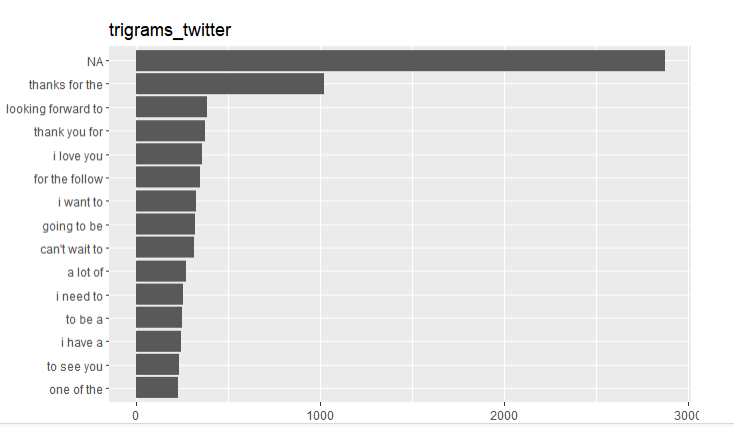 trigrams_twitter
NA
thanks for the
looking forward to
thank you for
i love you
for the follow
i want to
going to be
can't wait to
a lot of
i need to
to be a
i have a
to see you
one of the
0 1000 2000 3000